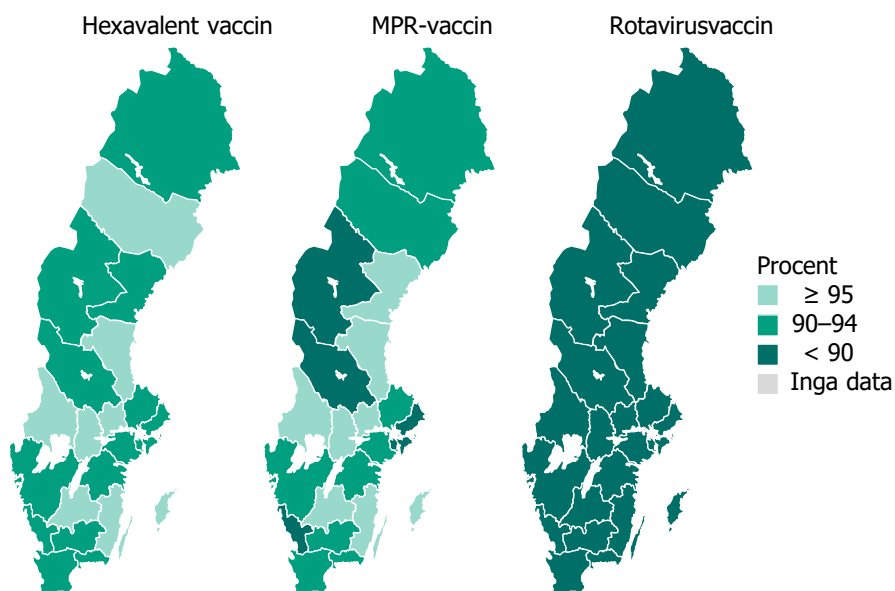 Hexavalent vaccin
MPR-vaccin
Rotavirusvaccin
Procent
≥ 95
90–94
< 90
Inga data